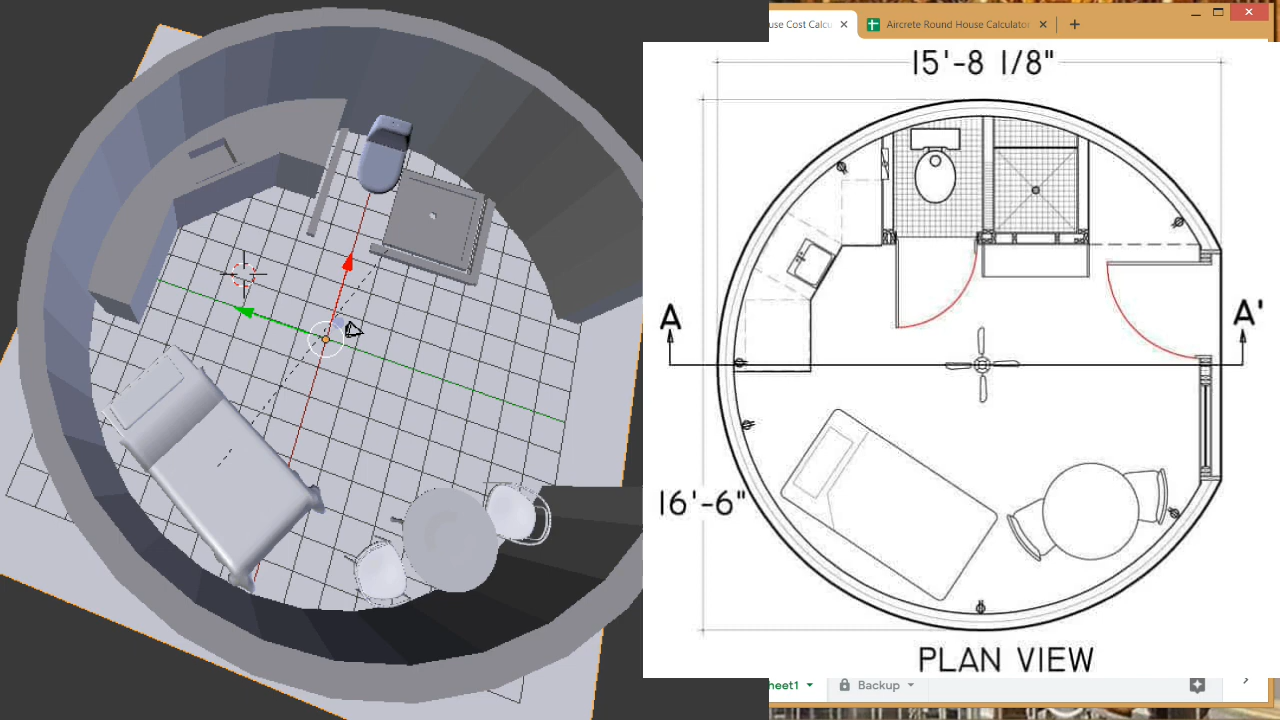 use Cost Calcu
Aircrete Round House Calculator
15'-8 1/8"
A
A'
16'-6"
PLAN VIEW
heet1
Backup